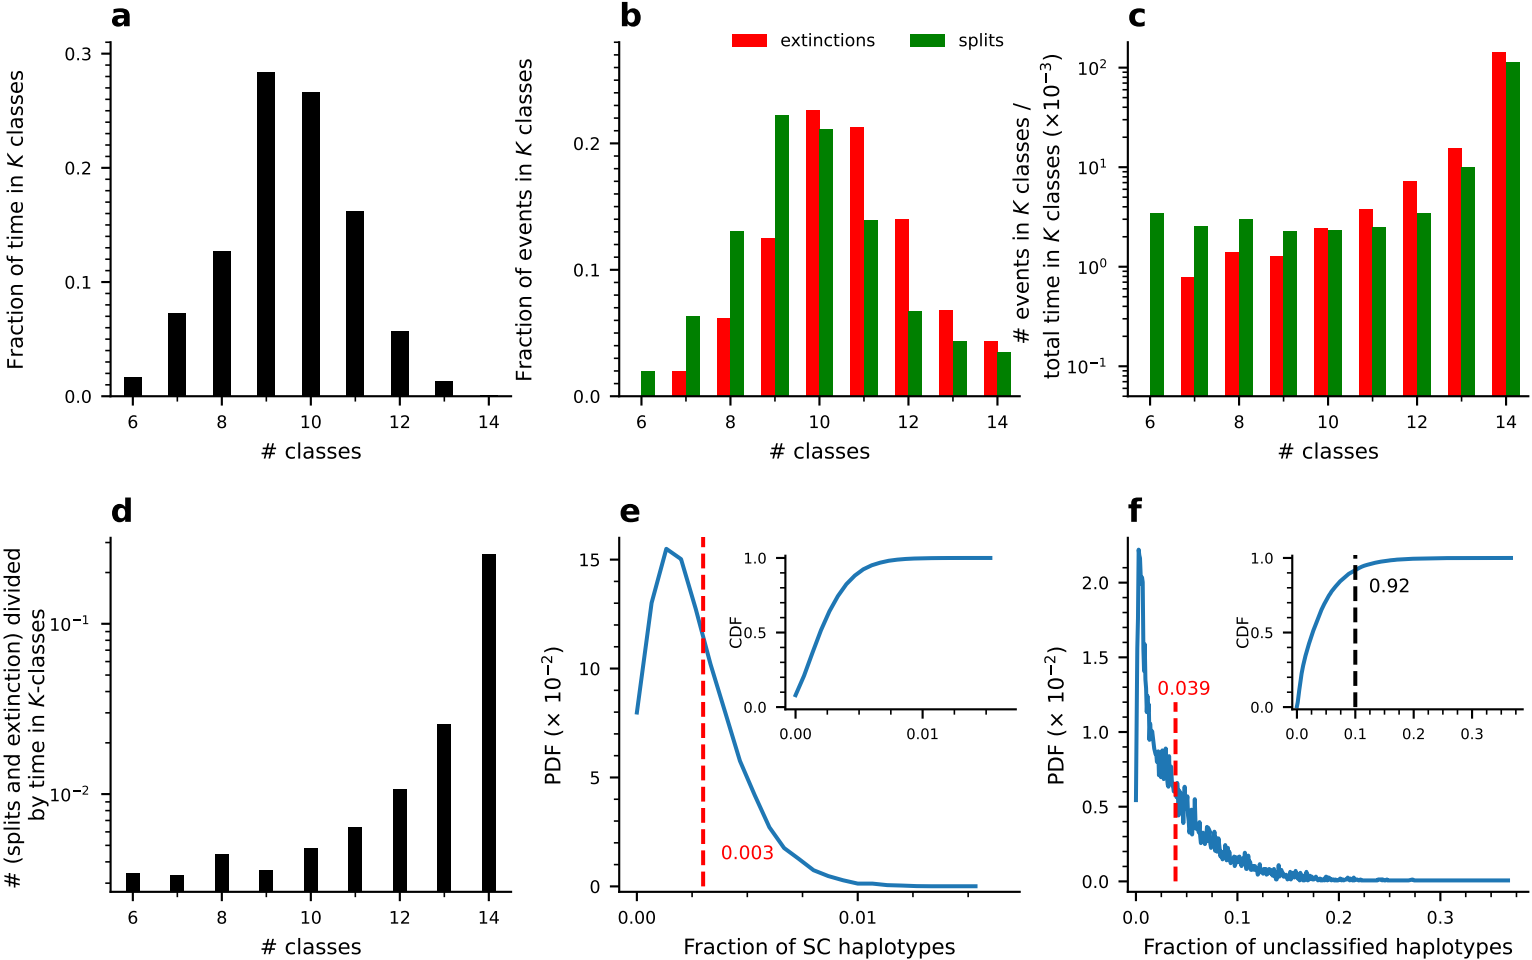 a
Fraction of time in K classes
0.3
0.2
0.1
0.0
6 8 10 12 14
# classes
b
extinctions splits
Fraction of events in K classes
0.2
0.1
0.0
6 8 10 12 14
# classes
c
# events in K classes /
total time in K classes (×10⁻³)
10²
10¹
10⁰
10⁻¹
6 8 10 12 14
# classes
d
# (splits and extinction) divided
by time in K-classes
10⁻¹
10⁻²
6 8 10 12 14
# classes
e
PDF (× 10⁻²)
15
10
5
0
0.00 0.01
Fraction of SC haplotypes
0.003
CDF
1.0
0.5
0.0
0.00 0.01
f
PDF (× 10⁻²)
2.0
1.5
1.0
0.5
0.0
0.0 0.1 0.2 0.3
Fraction of unclassified haplotypes
0.039
CDF
1.0
0.5
0.0
0.0 0.1 0.2 0.3
0.92